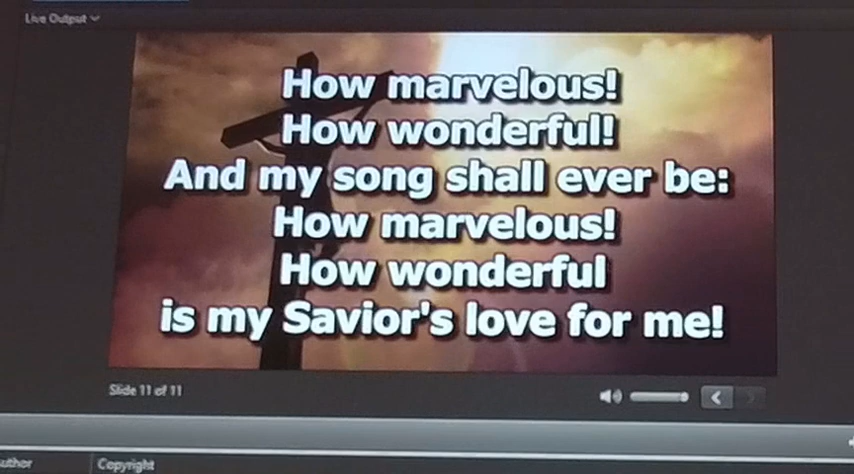 Live Output
How marvelous!
How wonderful!
And my song shall ever be:
How marvelous!
How wonderful
is my Savior's love for me!
Slide 11 of 11
Copyright